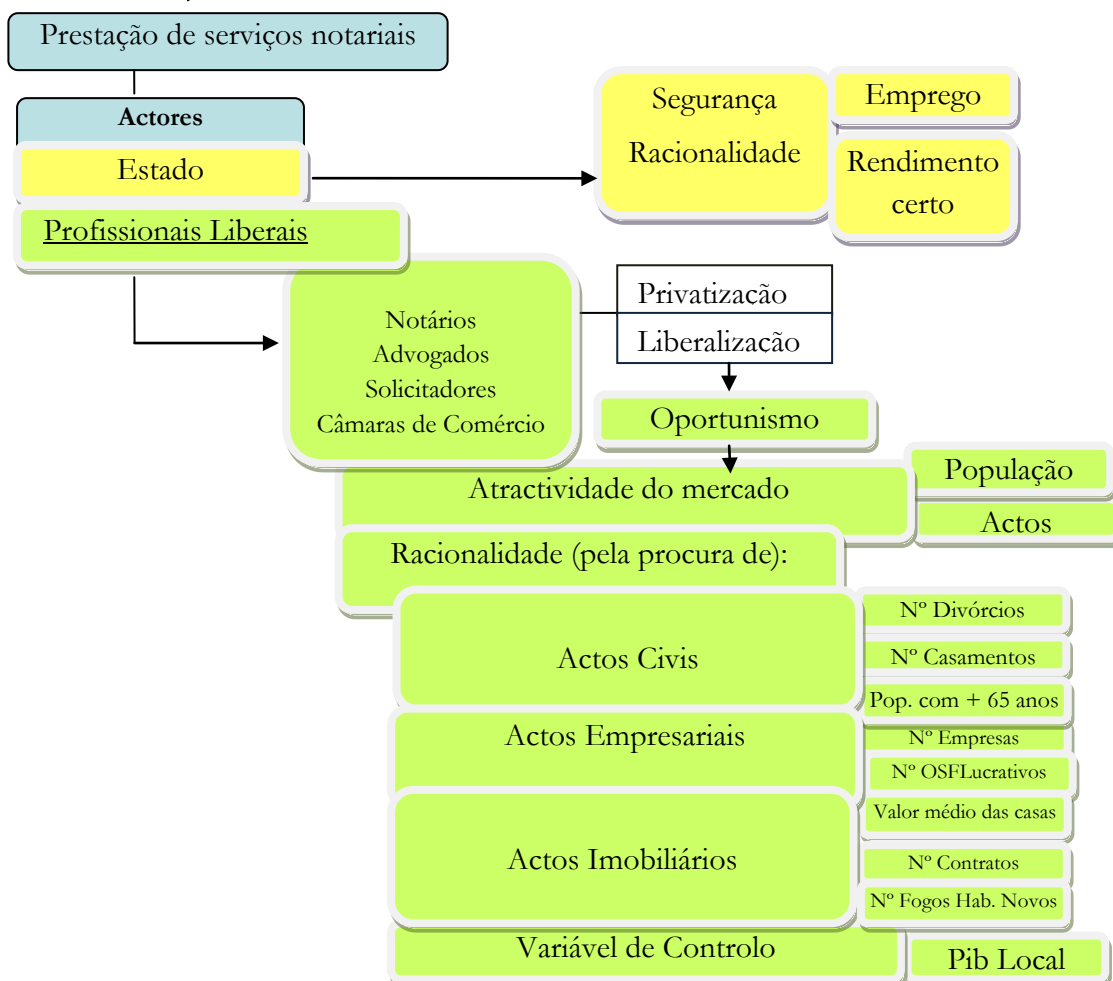 Prestação de serviços notariais
Actores
Estado
Profissionais Liberais
Segurança
Racionalidade
Emprego
Rendimento
certo
Notários
Advogados
Solicitadores
Câmaras de Comércio
Privatização
Liberalização
Oportunismo
Atractividade do mercado
População
Actos
Racionalidade (pela procura de):
Actos Civis
Nº Divórcios
Nº Casamentos
Pop. com + 65 anos
Actos Empresariais
Nº Empresas
Nº OSFLucrativos
Actos Imobiliários
Valor médio das casas
Nº Contratos
Nº Fogos Hab. Novos
Variável de Controlo
Pib Local